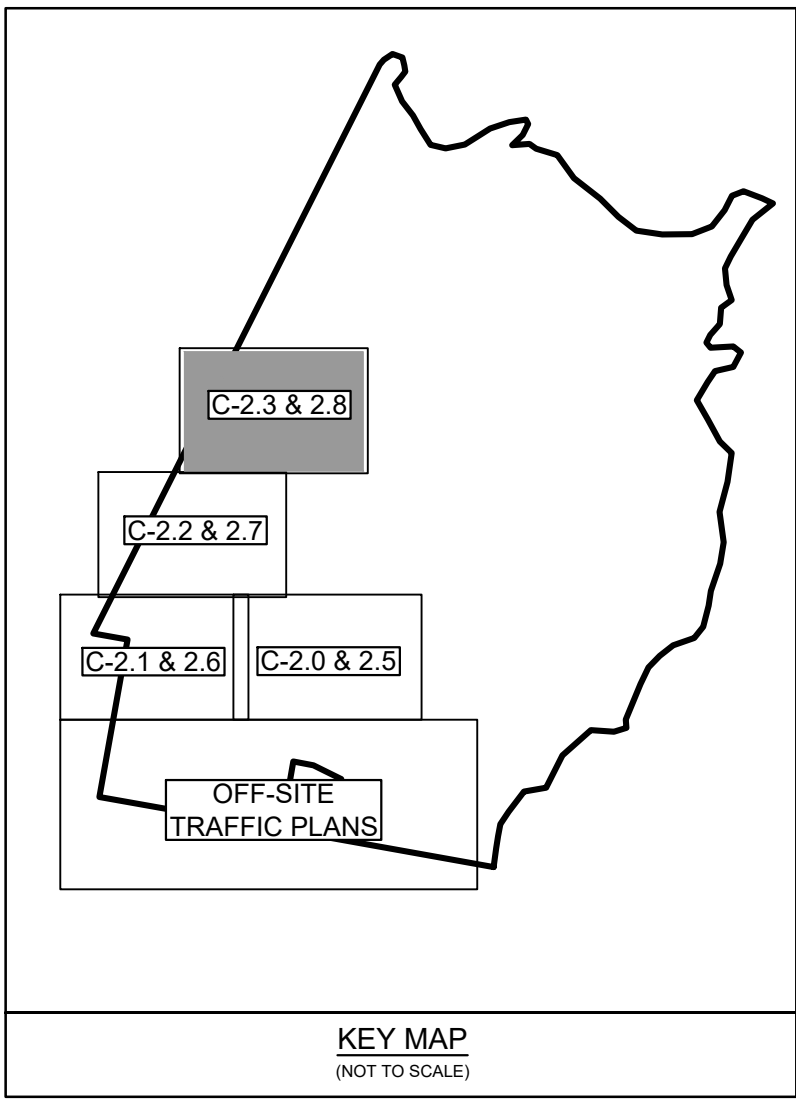 C-2.3 & 2.8
C-2.2 & 2.7
C-2.1 & 2.6
C-2.0 & 2.5
OFF-SITE
TRAFFIC PLANS
KEY MAP
(NOT TO SCALE)